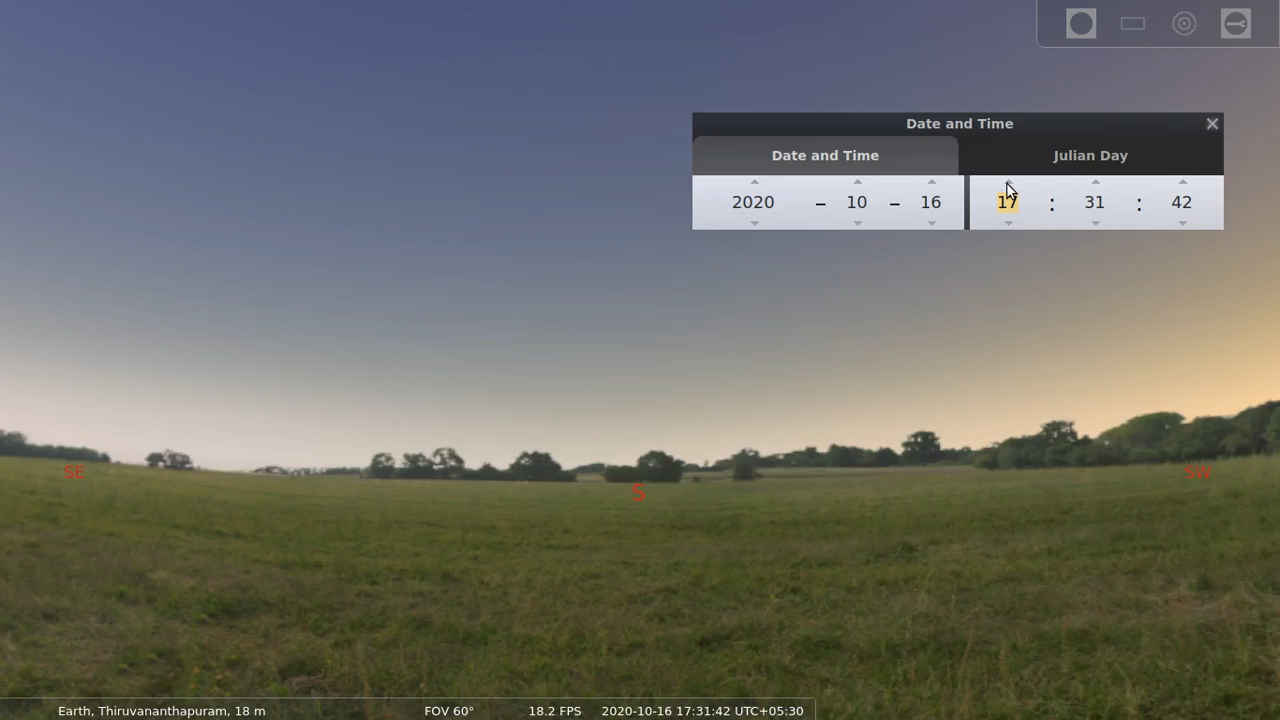 Date and Time
Date and Time Julian Day
2020 – 10 – 16 17 : 31 : 42
SE S SW
Earth, Thiruvananthapuram, 18 m FOV 60° 18.2 FPS 2020-10-16 17:31:42 UTC+05:30